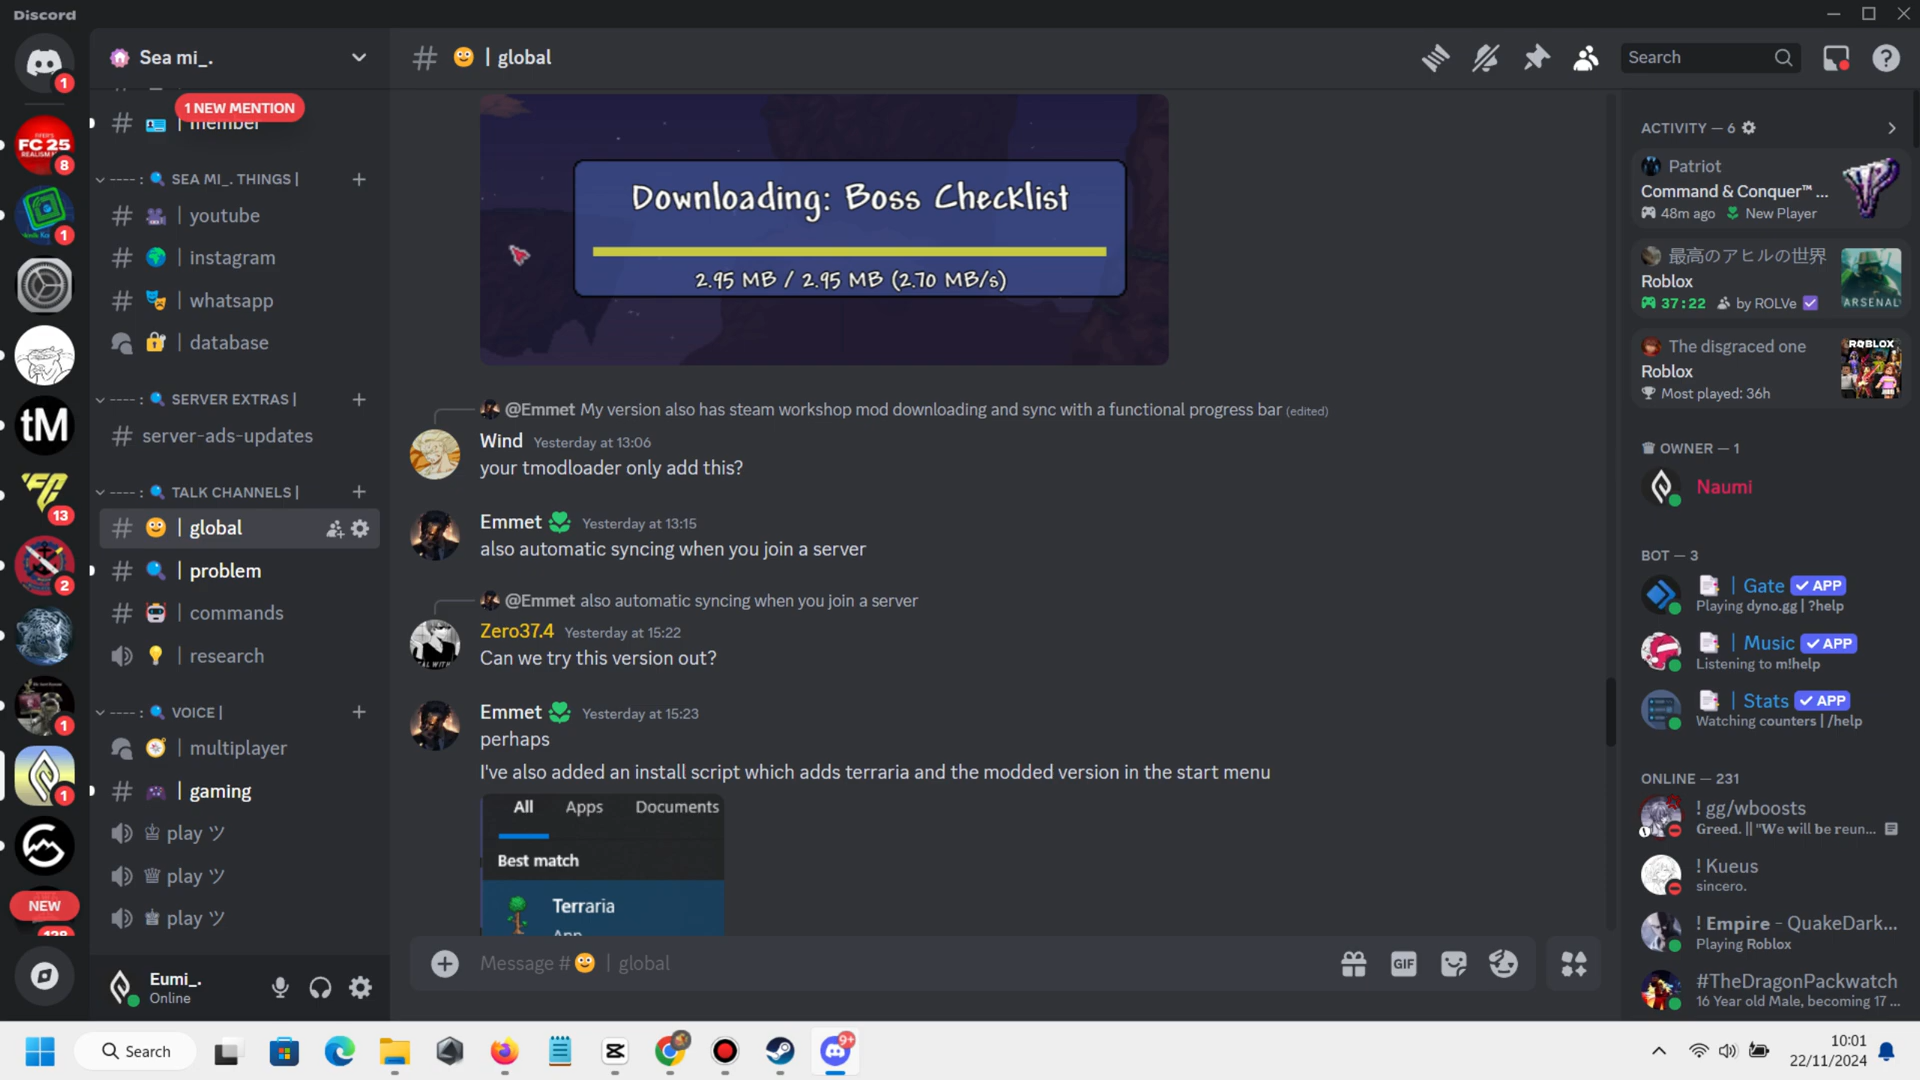 Discord
Sea mi_.
1 NEW MENTION
| member
---- : SEA MI_. THINGS |
| youtube
| instagram
| whatsapp
| database
---- : SERVER EXTRAS |
server-ads-updates
---- : TALK CHANNELS |
| global
| problem
| commands
| research
---- : VOICE |
| multiplayer
| gaming
play ツ
play ツ
play ツ
Eumi_.
Online
1
FC 25
8
1
tM
13
2
1
1
NEW
| global
Search
Downloading: Boss Checklist
2.95 MB / 2.95 MB (2.70 MB/s)
@Emmet My version also has steam workshop mod downloading and sync with a functional progress bar (edited)
Wind Yesterday at 13:06
your tmodloader only add this?
Emmet Yesterday at 13:15
also automatic syncing when you join a server
@Emmet also automatic syncing when you join a server
Zero37.4 Yesterday at 15:22
Can we try this version out?
Emmet Yesterday at 15:23
perhaps
I've also added an install script which adds terraria and the modded version in the start menu
All Apps Documents
Best match
Terraria
App
Message # | global
GIF
ACTIVITY — 6
Patriot
Command & Conquer™ ...
48m ago New Player
最高のアヒルの世界
Roblox
37:22 by ROLVe
ARSENAL
The disgraced one
Roblox
Most played: 36h
ROBLOX
OWNER — 1
Naumi
BOT — 3
| Gate ✓ APP
Playing dyno.gg | ?help
| Music ✓ APP
Listening to m!help
| Stats ✓ APP
Watching counters | /help
ONLINE — 231
! gg/wboosts
Greed. || "We will be reun...
! Kueus
sincero.
! Empire - QuakeDark...
Playing Roblox
#TheDragonPackwatch
16 Year old Male, becoming 17 ...
Search
9+
10:01
22/11/2024